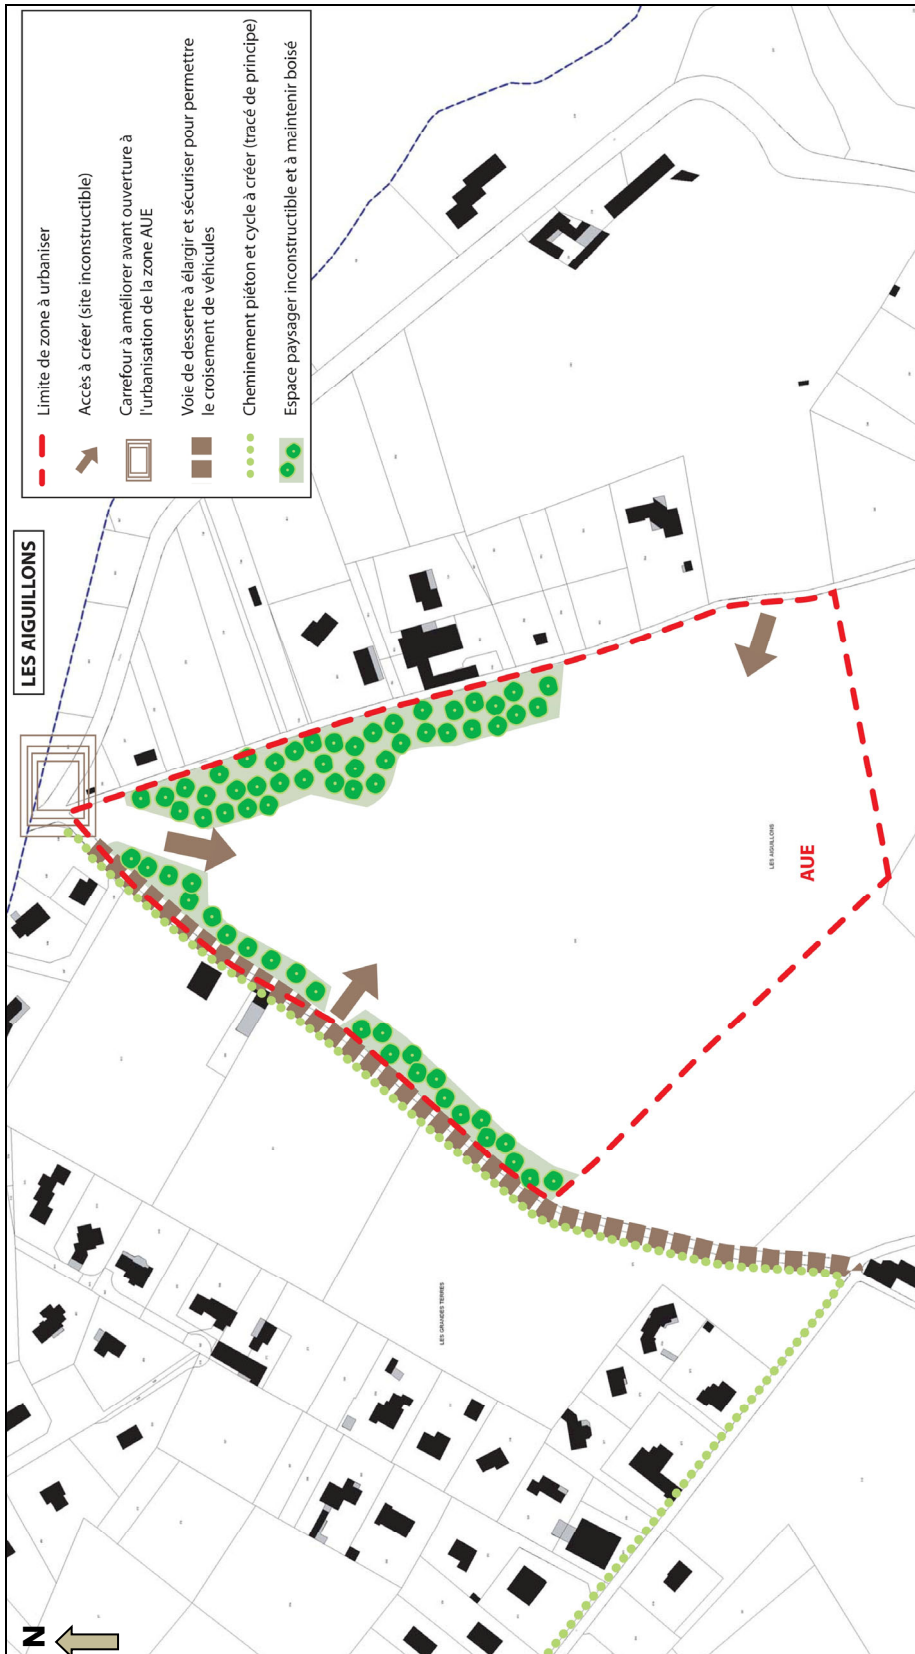 LES AIGUILLONS
Limite de zone à urbaniser
Accès à créer (site inconstructible)
Carrefour à améliorer avant ouverture à
l'urbanisation de la zone AUE
Voie de desserte à élargir et sécuriser pour permettre
le croisement de véhicules
Cheminement piéton et cycle à créer (tracé de principe)
Espace paysager inconstructible et à maintenir boisé
LES AIGUILLONS
AUE
LES GRANDES TERRES
N